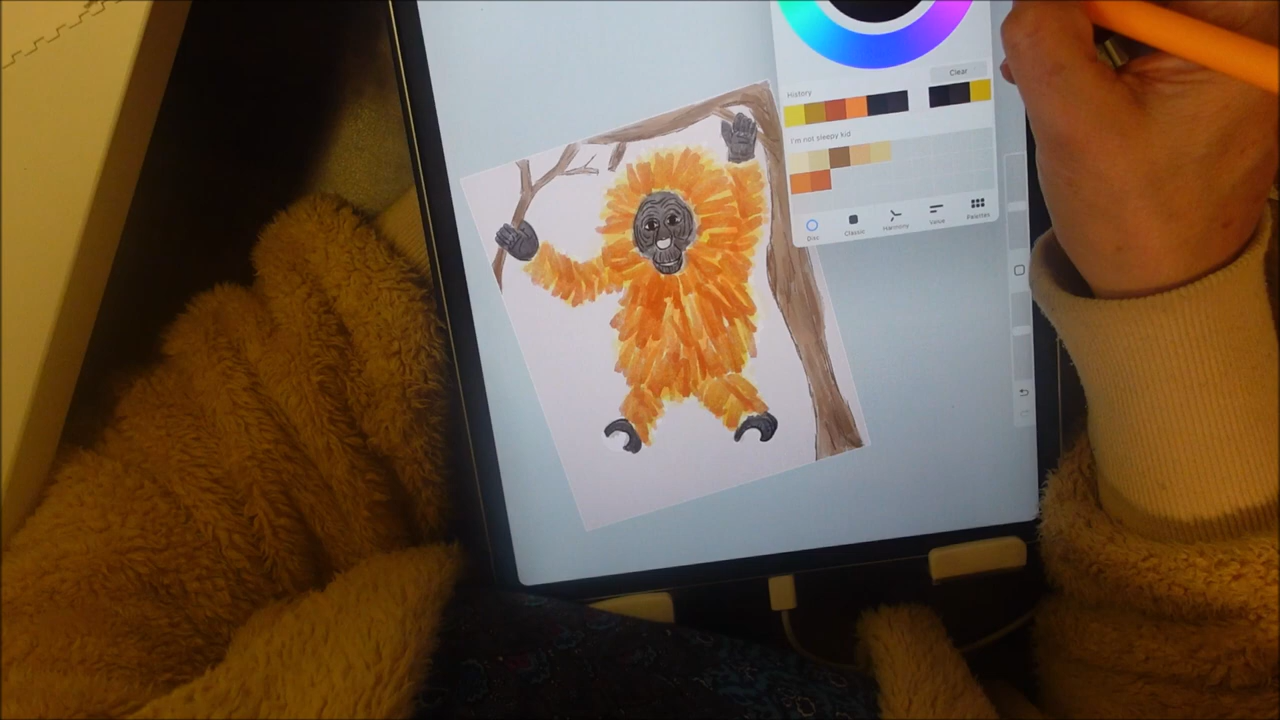 Clear
History
I'm not sleepy kid
Disc
Classic
Harmony
Value
Palettes